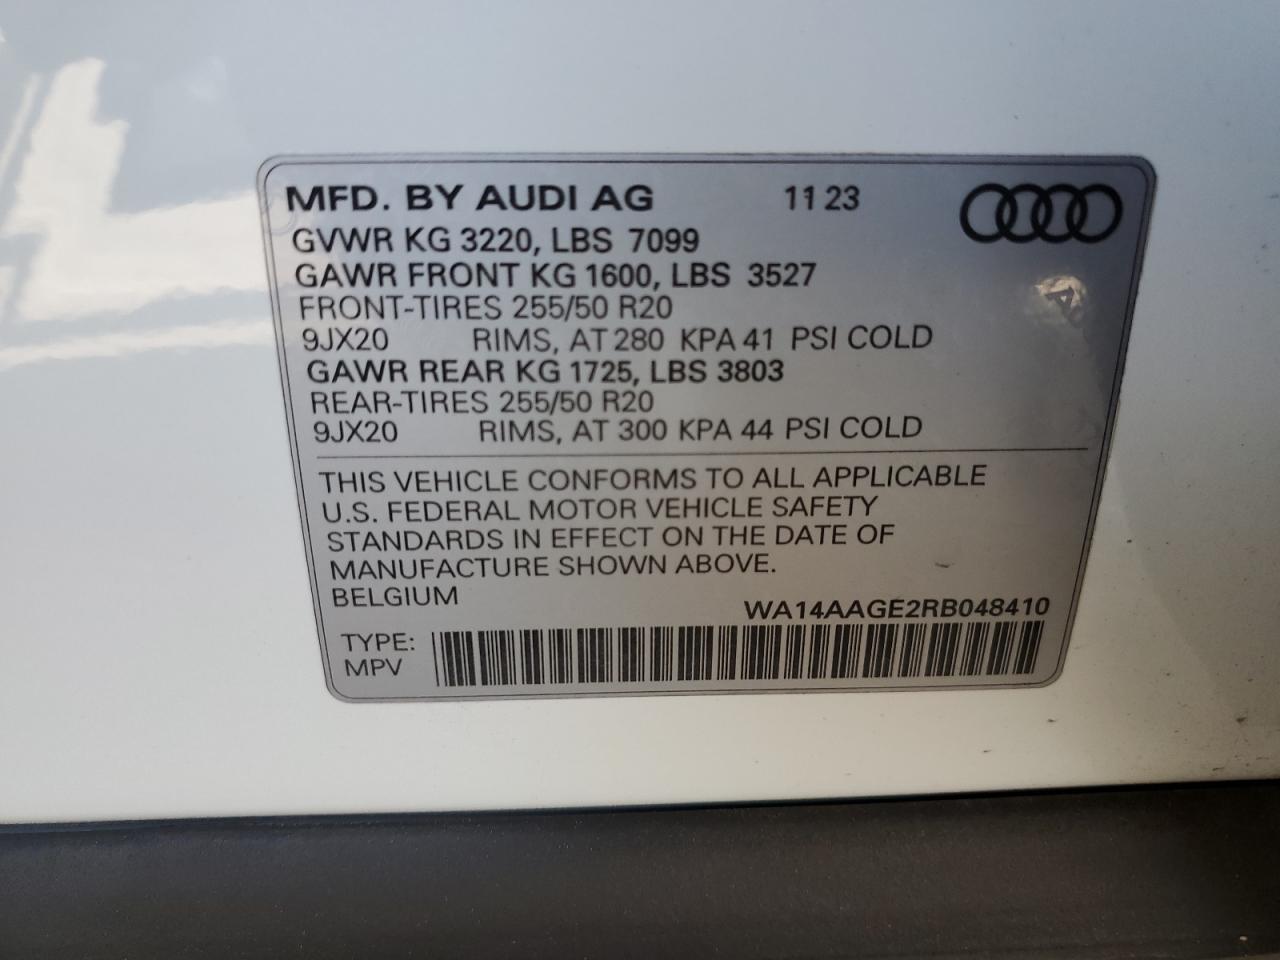 MFD. BY AUDI AG 11 23
GVWR KG 3220, LBS 7099
GAWR FRONT KG 1600, LBS 3527
FRONT-TIRES 255/50 R20
9JX20 RIMS, AT 280 KPA 41 PSI COLD
GAWR REAR KG 1725, LBS 3803
REAR-TIRES 255/50 R20
9JX20 RIMS, AT 300 KPA 44 PSI COLD
THIS VEHICLE CONFORMS TO ALL APPLICABLE
U.S. FEDERAL MOTOR VEHICLE SAFETY
STANDARDS IN EFFECT ON THE DATE OF
MANUFACTURE SHOWN ABOVE.
BELGIUM
WA14AAGE2RB048410
TYPE:
MPV